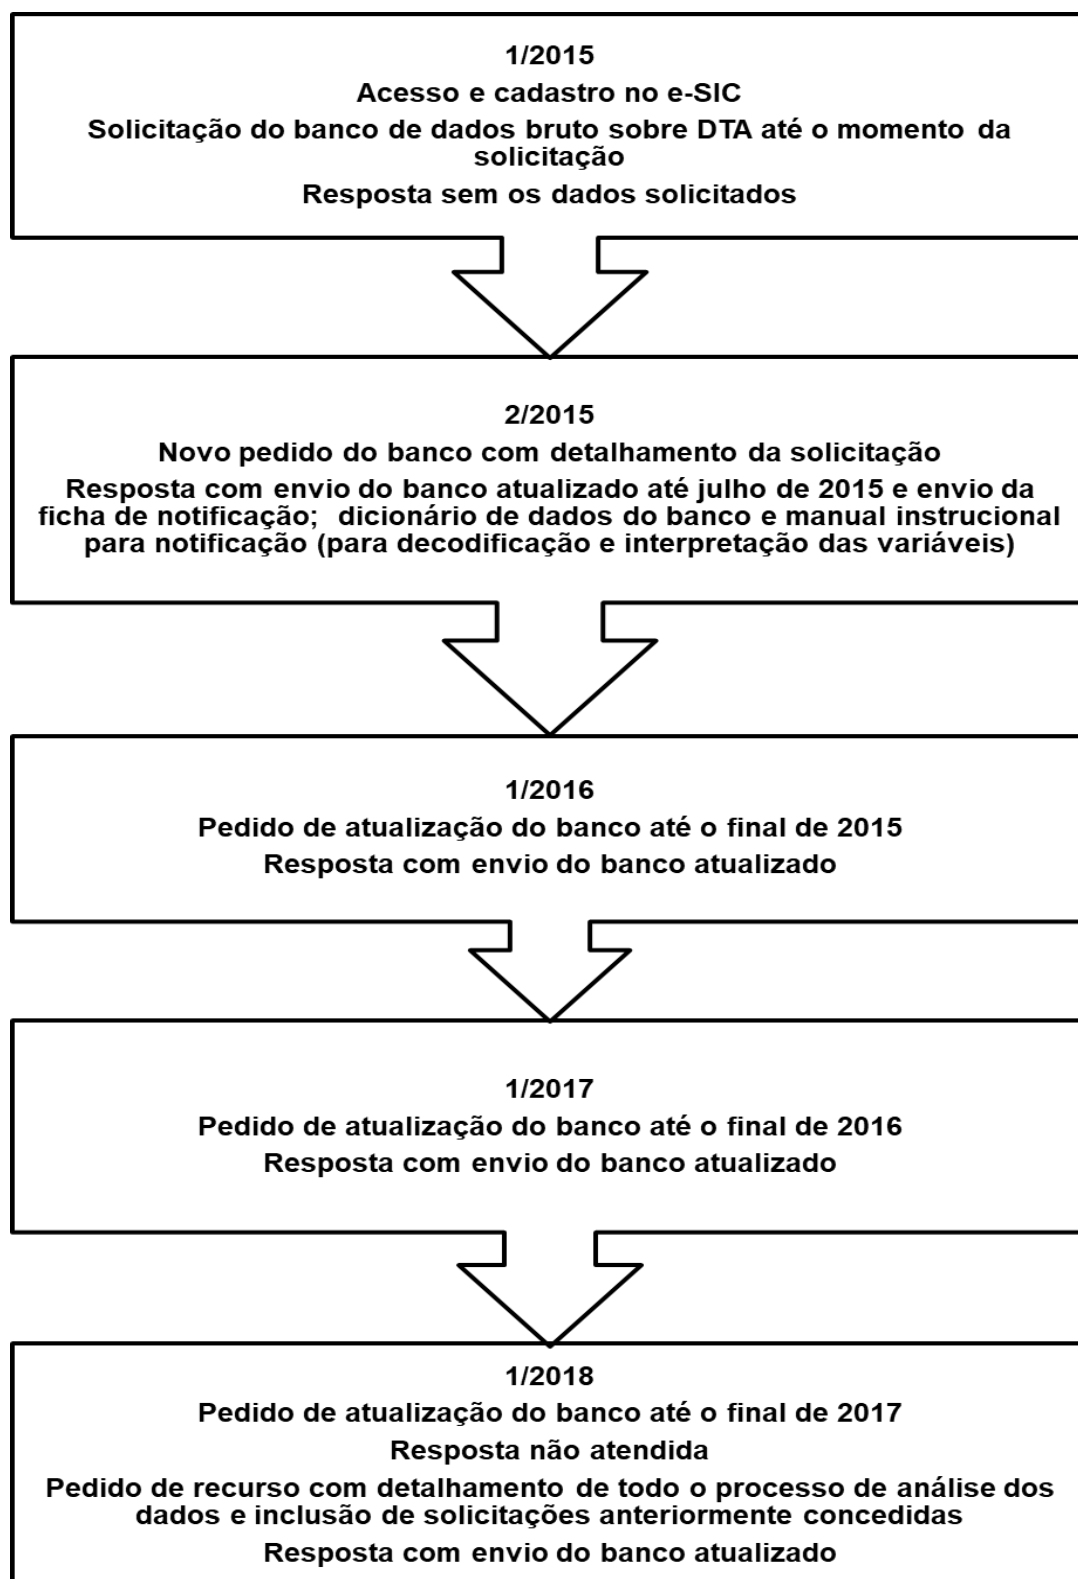 1/2015
Acesso e cadastro no e-SIC
Solicitação do banco de dados bruto sobre DTA até o momento da
solicitação
Resposta sem os dados solicitados
2/2015
Novo pedido do banco com detalhamento da solicitação
Resposta com envio do banco atualizado até julho de 2015 e envio da
ficha de notificação; dicionário de dados do banco e manual instrucional
para notificação (para decodificação e interpretação das variáveis)
1/2016
Pedido de atualização do banco até o final de 2015
Resposta com envio do banco atualizado
1/2017
Pedido de atualização do banco até o final de 2016
Resposta com envio do banco atualizado
1/2018
Pedido de atualização do banco até o final de 2017
Resposta não atendida
Pedido de recurso com detalhamento de todo o processo de análise dos
dados e inclusão de solicitações anteriormente concedidas
Resposta com envio do banco atualizado